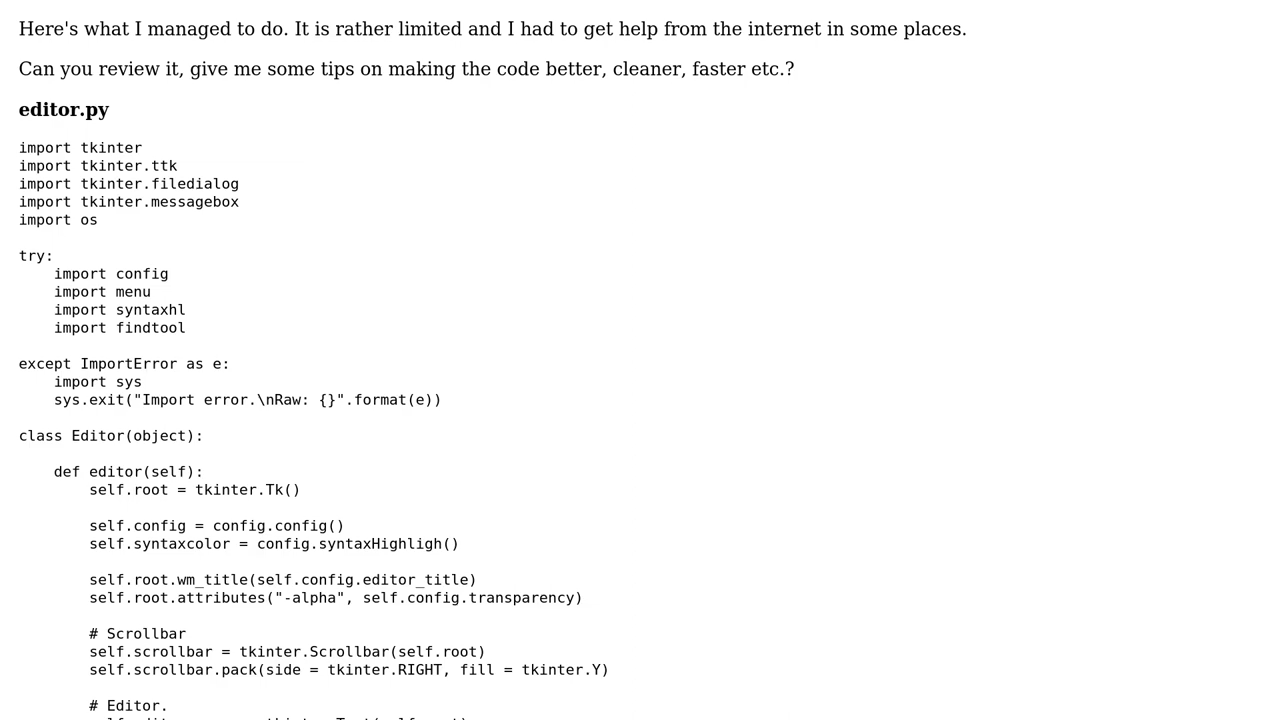 Here's what I managed to do. It is rather limited and I had to get help from the internet in some places.
Can you review it, give me some tips on making the code better, cleaner, faster etc.?
editor.py
import tkinter
import tkinter.ttk
import tkinter.filedialog
import tkinter.messagebox
import os
try:
    import config
    import menu
    import syntaxhl
    import findtool
except ImportError as e:
    import sys
    sys.exit("Import error.\nRaw: {}".format(e))
class Editor(object):
    def editor(self):
        self.root = tkinter.Tk()
        self.config = config.config()
        self.syntaxcolor = config.syntaxHighligh()
        self.root.wm_title(self.config.editor_title)
        self.root.attributes("-alpha", self.config.transparency)
        # Scrollbar
        self.scrollbar = tkinter.Scrollbar(self.root)
        self.scrollbar.pack(side = tkinter.RIGHT, fill = tkinter.Y)
        # Editor.